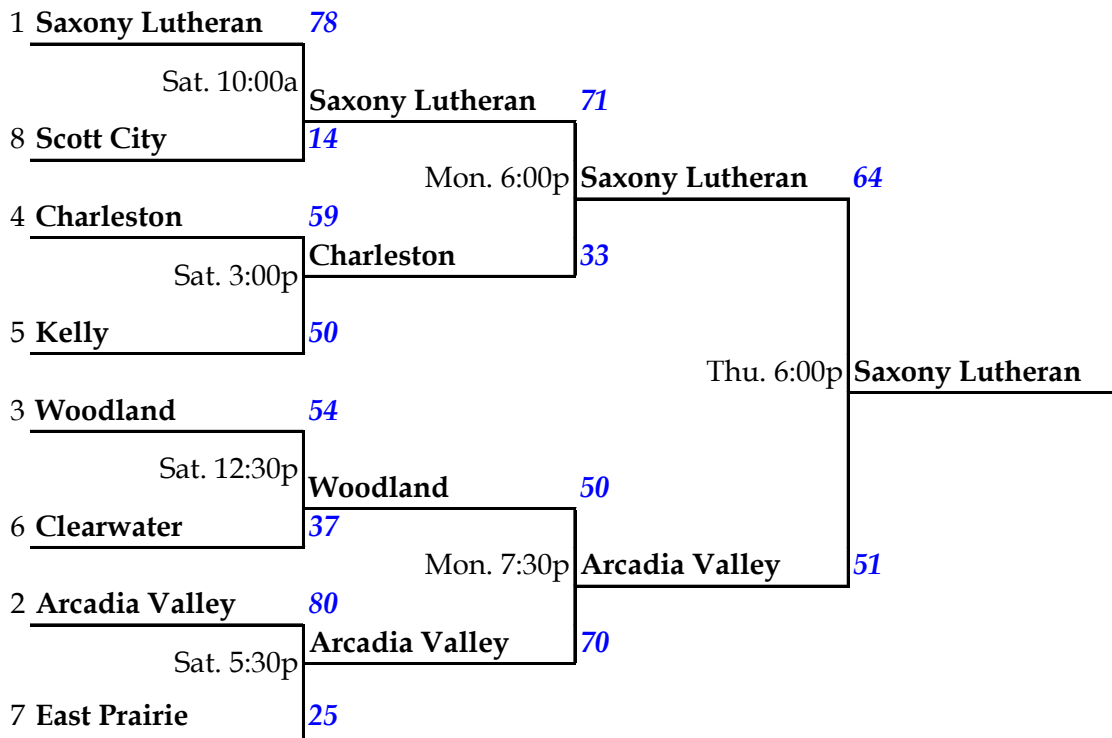 1 Saxony Lutheran 78
Sat. 10:00a
Saxony Lutheran 71
8 Scott City 14
Mon. 6:00p Saxony Lutheran 64
4 Charleston 59
Charleston 33
Sat. 3:00p
5 Kelly 50
Thu. 6:00p Saxony Lutheran
3 Woodland 54
Sat. 12:30p
Woodland 50
6 Clearwater 37
Mon. 7:30p Arcadia Valley 51
2 Arcadia Valley 80
Arcadia Valley 70
Sat. 5:30p
7 East Prairie 25